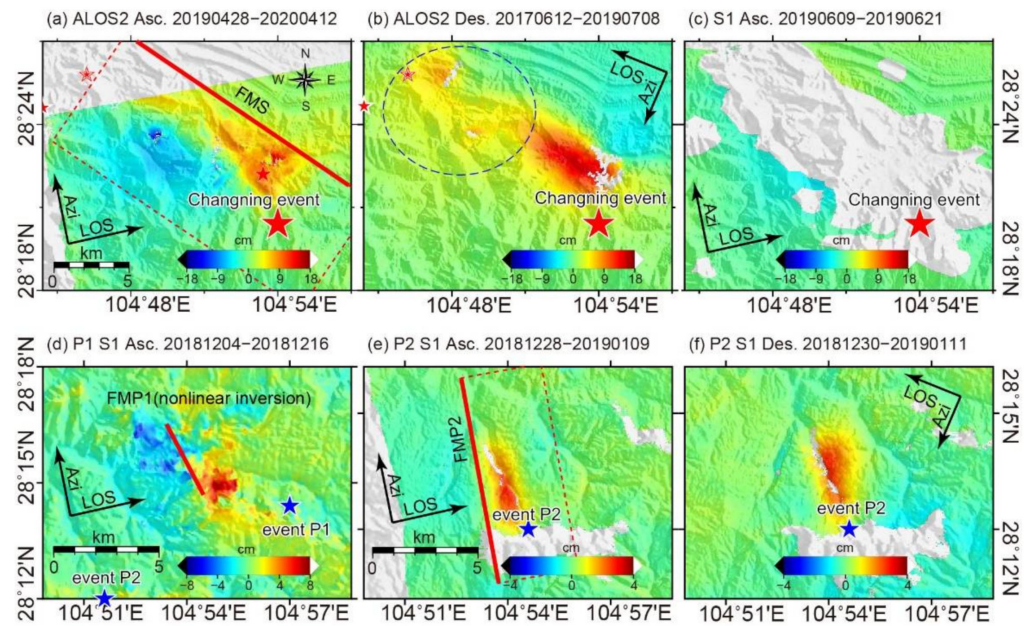 (a) ALOS2 Asc. 20190428−20200412
(b) ALOS2 Des. 20170612−20190708
(c) S1 Asc. 20190609−20190621
28°24'N
28°18'N
N
W E
S
FMS
Changning event
Azi
LOS
km
0 5
cm
−18 −9 0 9 18
104°48'E 104°54'E
LOS
Azi
Changning event
cm
−18 −9 0 9 18
104°48'E 104°54'E
Changning event
Azi
LOS
cm
−18 −9 0 9 18
104°48'E 104°54'E
28°24'N
28°18'N
(d) P1 S1 Asc. 20181204−20181216
(e) P2 S1 Asc. 20181228−20190109
(f) P2 S1 Des. 20181230−20190111
28°18'N
28°15'N
28°12'N
FMP1(nonlinear inversion)
Azi
LOS
event P1
km
0 5
cm
−8 −4 0 4 8
event P2
104°51'E 104°54'E 104°57'E
FMP2
Azi
LOS
event P2
km
0 5
cm
−4 0 4
104°51'E 104°54'E 104°57'E
LOS
Azi
event P2
cm
−4 0 4
104°51'E 104°54'E 104°57'E
28°15'N
28°12'N